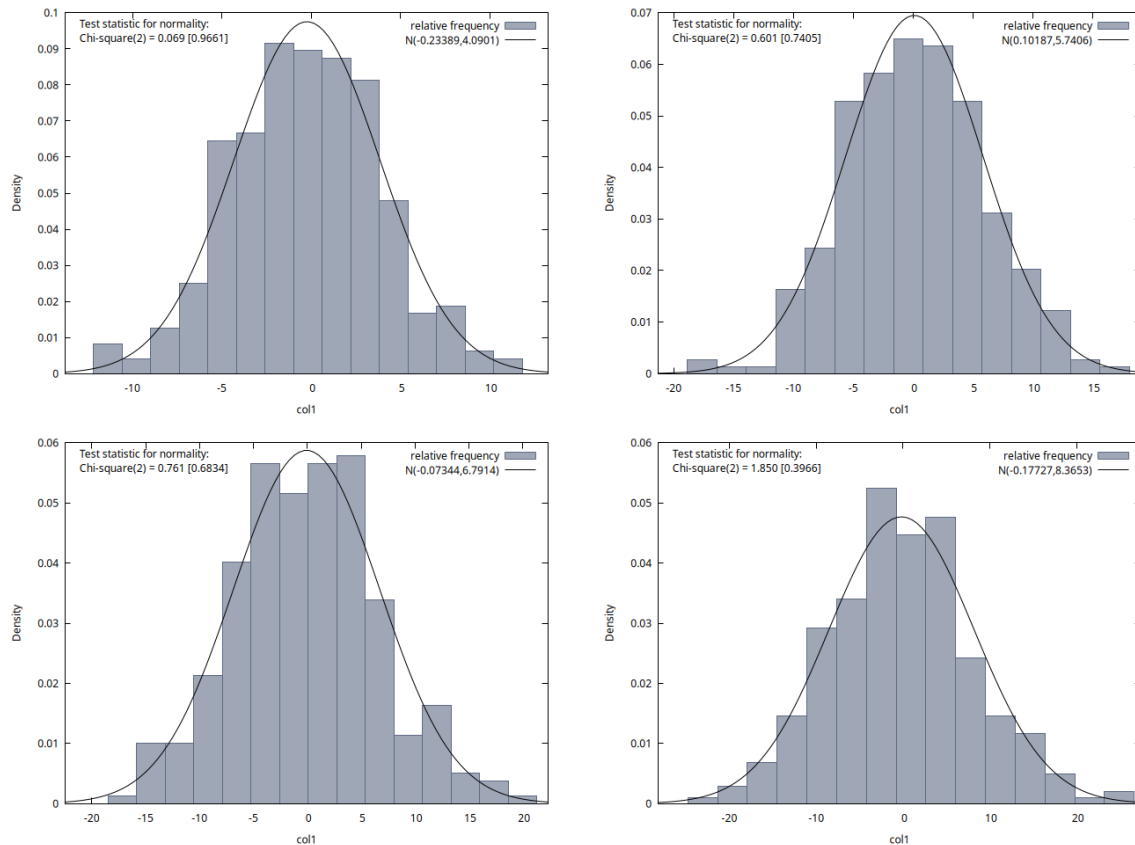 Test statistic for normality:
Chi-square(2) = 0.069 [0.9661]
relative frequency
N(-0.23389,4.0901)
0.1
0.09
0.08
0.07
0.06
0.05
0.04
0.03
0.02
0.01
0
Density
-10
-5
0
5
10
col1
Test statistic for normality:
Chi-square(2) = 0.601 [0.7405]
relative frequency
N(0.10187,5.7406)
0.07
0.06
0.05
0.04
0.03
0.02
0.01
0
Density
-20
-15
-10
-5
0
5
10
15
col1
Test statistic for normality:
Chi-square(2) = 0.761 [0.6834]
relative frequency
N(-0.07344,6.7914)
0.06
0.05
0.04
0.03
0.02
0.01
0
Density
-20
-15
-10
-5
0
5
10
15
20
col1
Test statistic for normality:
Chi-square(2) = 1.850 [0.3966]
relative frequency
N(-0.17727,8.3653)
0.06
0.05
0.04
0.03
0.02
0.01
0
Density
-20
-10
0
10
20
col1